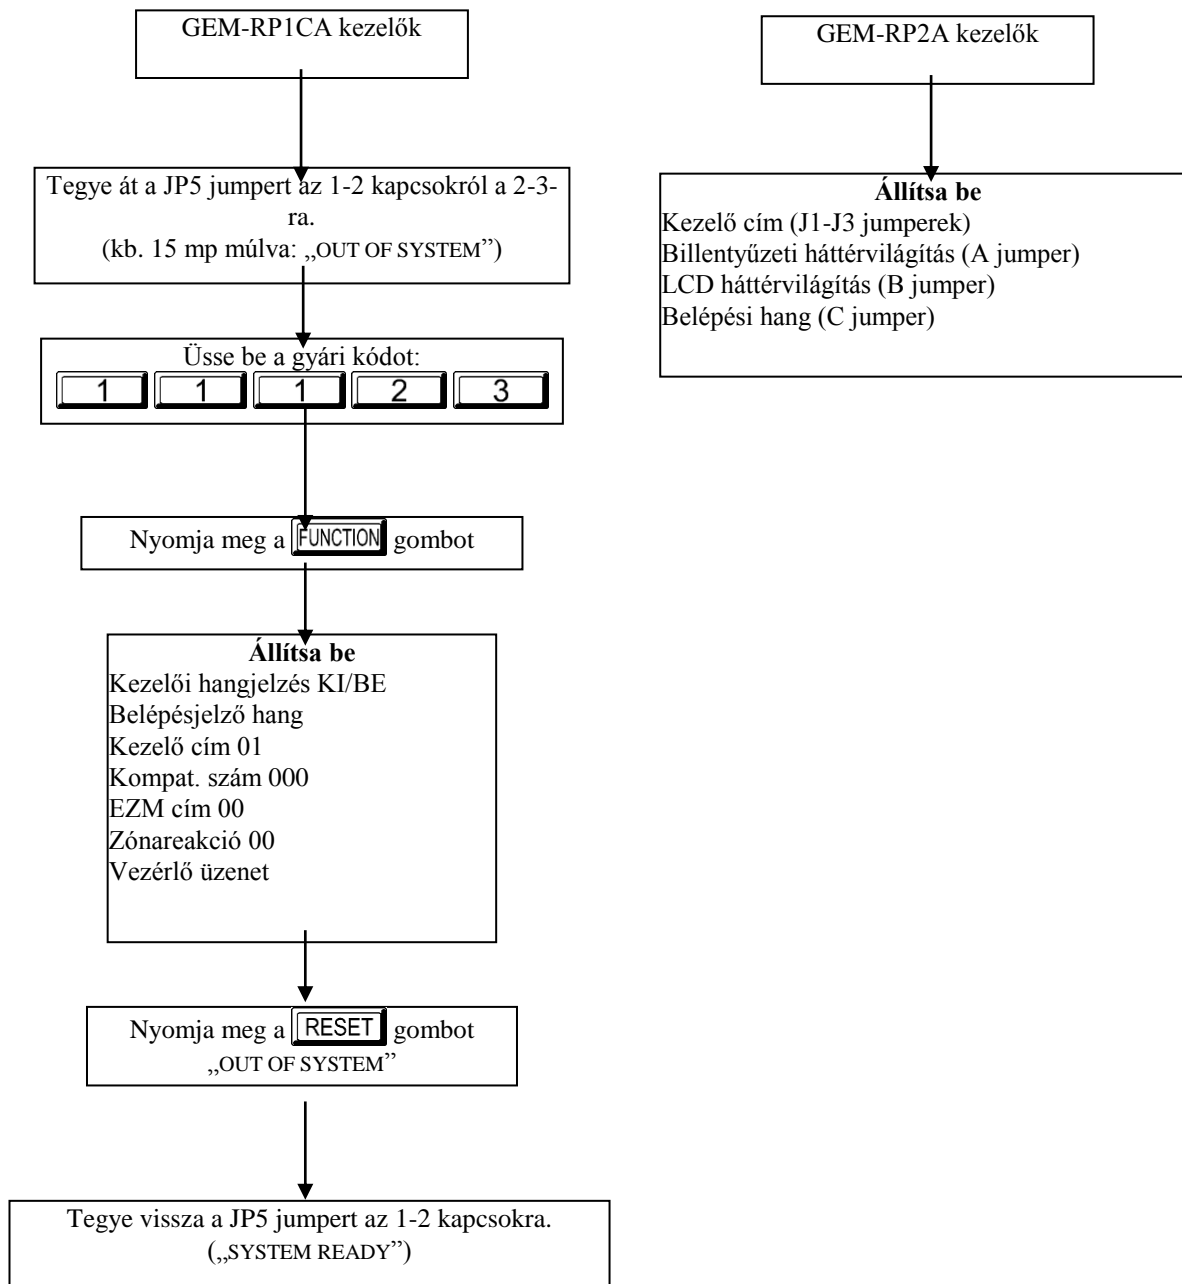 GEM-RP1CA kezelők
Tegye át a JP5 jumpert az 1-2 kapcsokról a 2-3-
ra.
(kb. 15 mp múlva: „OUT OF SYSTEM”)
Üsse be a gyári kódot:
1 1 1 2 3
Nyomja meg a FUNCTION gombot
Állítsa be
Kezelői hangjelzés KI/BE
Belépésjelző hang
Kezelő cím 01
Kompat. szám 000
EZM cím 00
Zónareakció 00
Vezérlő üzenet
Nyomja meg a RESET gombot
„OUT OF SYSTEM”
Tegye vissza a JP5 jumpert az 1-2 kapcsokra.
(„SYSTEM READY”)
GEM-RP2A kezelők
Állítsa be
Kezelő cím (J1-J3 jumperek)
Billentyűzeti háttérvilágítás (A jumper)
LCD háttérvilágítás (B jumper)
Belépési hang (C jumper)